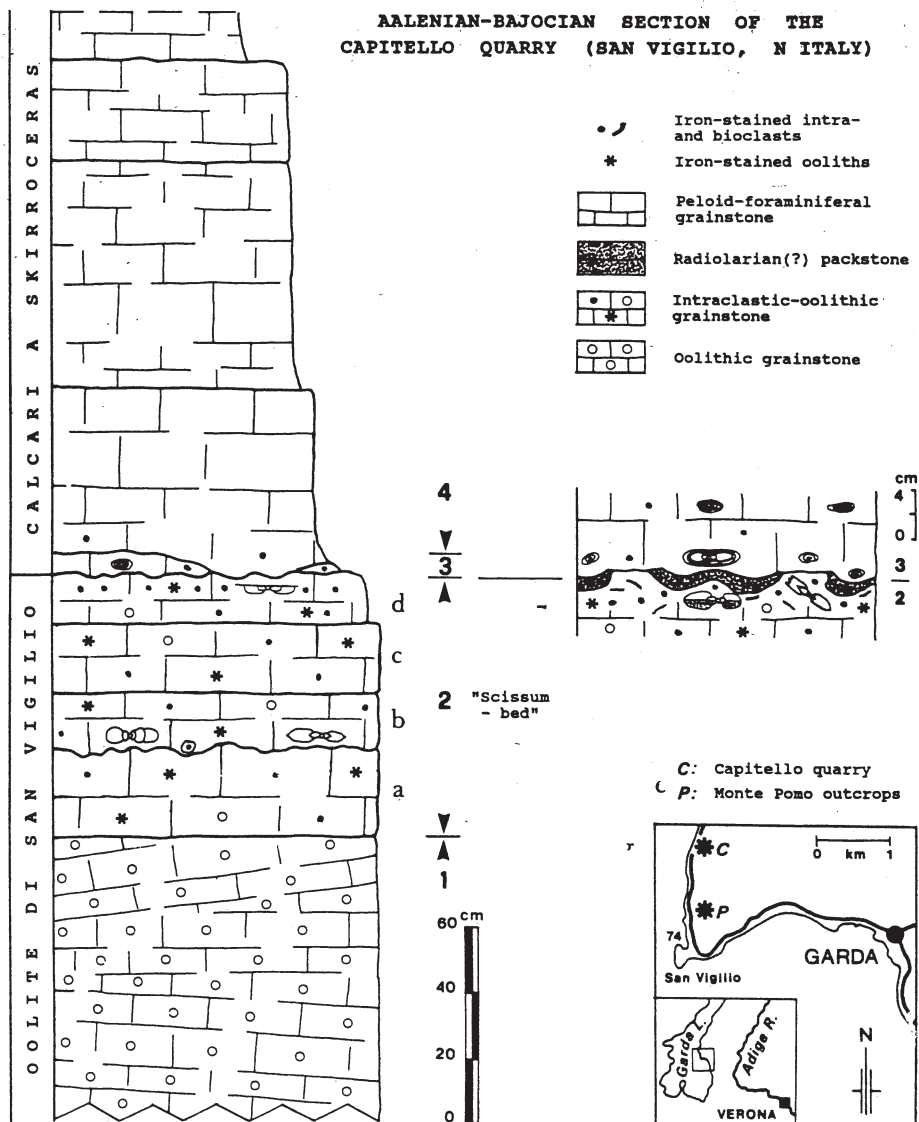 AALENIAN-BAJOCIAN SECTION OF THE
CAPITELLO QUARRY (SAN VIGILIO, N ITALY)
CALCARI A SKIRROCERAS
OOLITE DI SAN VIGILIO
Iron-stained intra-
and bioclasts
Iron-stained ooliths
Peloid-foraminiferal
grainstone
Radiolarian(?) packstone
Intraclastic-oolithic
grainstone
Oolithic grainstone
4
3
d
c
b
a
2 "Scissum
- bed"
1
60 cm
40
20
0
cm
4
0
3
2
C: Capitello quarry
P: Monte Pomo outcrops
C
P
0 km 1
74
San Vigilio
GARDA
Garda L.
Adige R.
VERONA
N